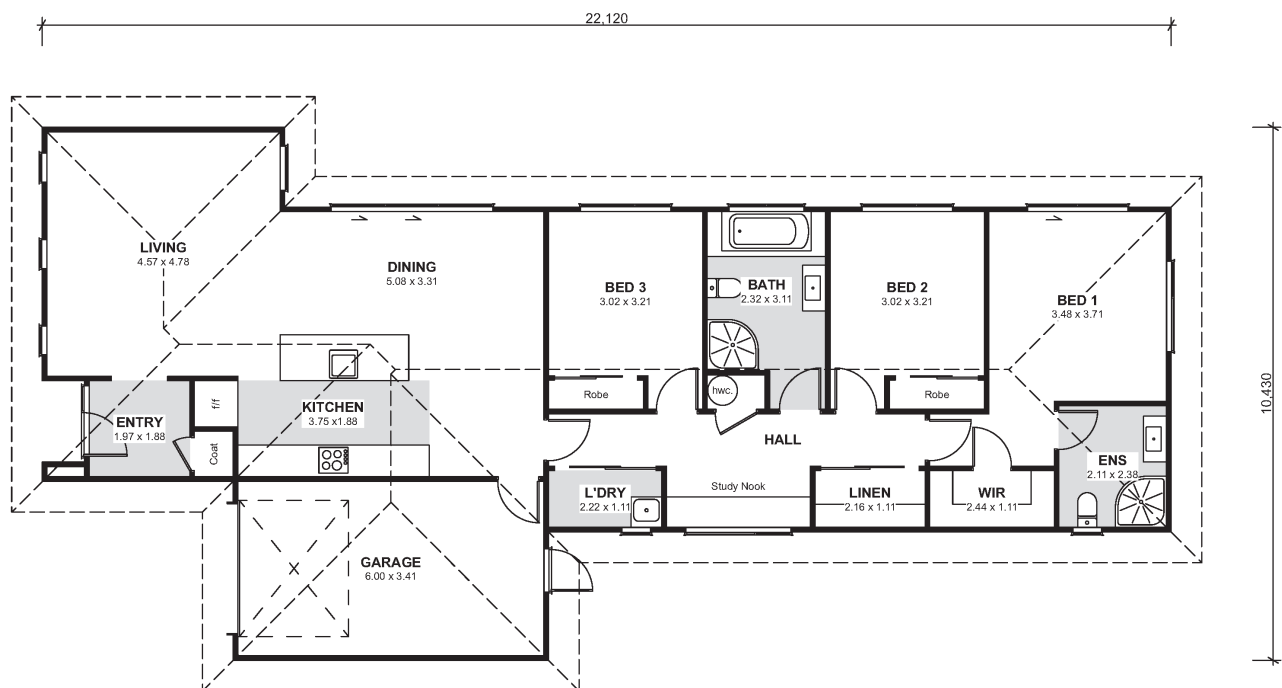 22,120
10,430
LIVING
4.57 x 4.78
DINING
5.08 x 3.31
BED 3
3.02 x 3.21
BATH
2.32 x 3.11
BED 2
3.02 x 3.21
BED 1
3.48 x 3.71
Robe
hwc.
Robe
f/f
KITCHEN
3.75 x1.88
ENTRY
1.97 x 1.88
Coat
HALL
ENS
2.11 x 2.38
L'DRY
2.22 x 1.11
Study Nook
LINEN
2.16 x 1.11
WIR
2.44 x 1.11
GARAGE
6.00 x 3.41